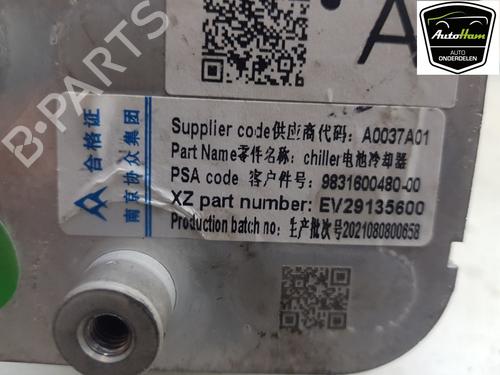 AutoHam
AUTO
ONDERDELEN
B-PARTS
A
合格证
南京协众集团
Supplier code供应商代码: A0037A01
Part Name零件名称: chiller电池冷却器
PSA code 客户件号: 9831600480-00
XZ part number: EV29135600
Production batch no: 生产批次号2021080800658